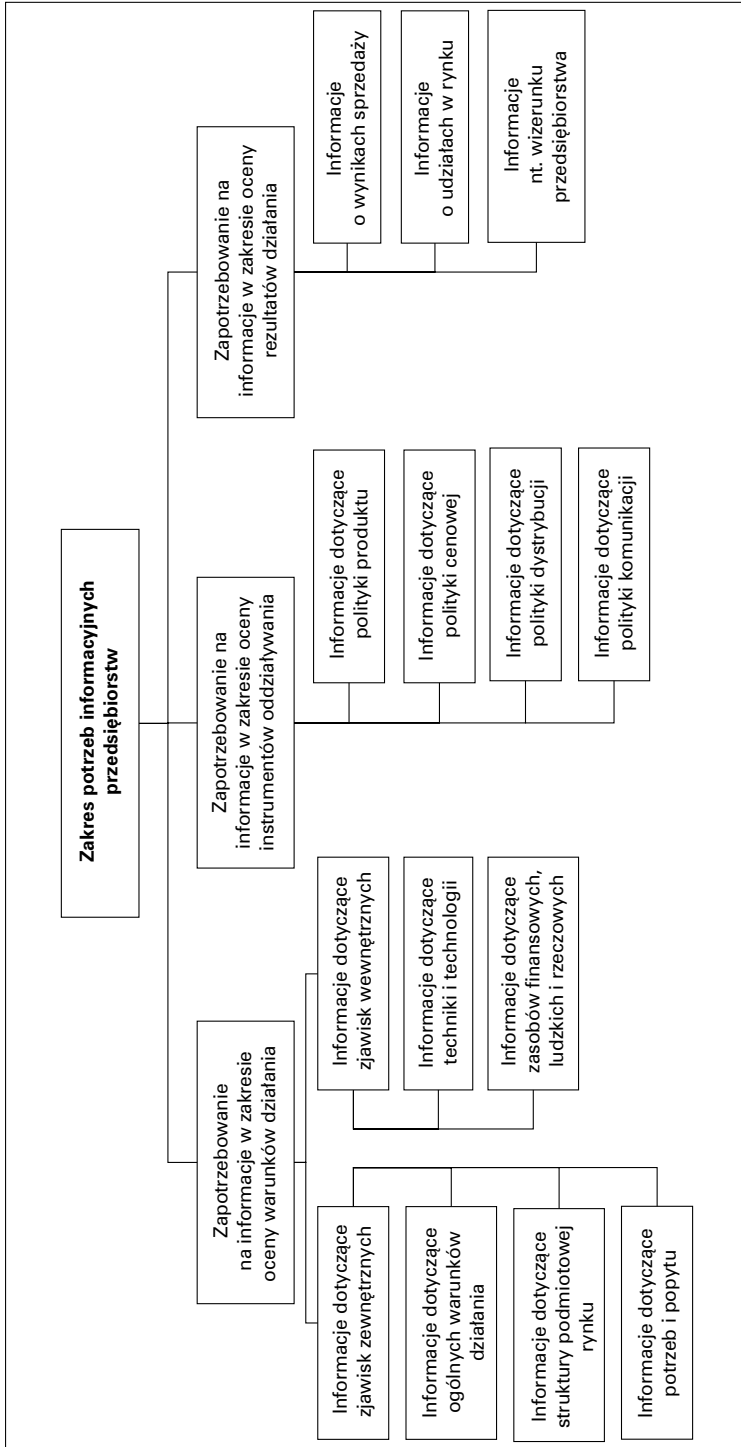 Zakres potrzeb informacyjnych
przedsiębiorstw
Zapotrzebowanie
na informacje w zakresie
oceny warunków działania
Informacje dotyczące
zjawisk zewnętrznych
Informacje dotyczące
ogólnych warunków
działania
Informacje dotyczące
struktury podmiotowej
rynku
Informacje dotyczące
potrzeb i popytu
Informacje dotyczące
zjawisk wewnętrznych
Informacje dotyczące
techniki i technologii
Informacje dotyczące
zasobów finansowych,
ludzkich i rzeczowych
Zapotrzebowanie na
informacje w zakresie oceny
instrumentów oddziaływania
Informacje dotyczące
polityki produktu
Informacje dotyczące
polityki cenowej
Informacje dotyczące
polityki dystrybucji
Informacje dotyczące
polityki komunikacji
Zapotrzebowanie na
informacje w zakresie oceny
rezultatów działania
Informacje
o wynikach sprzedaży
Informacje
o udziałach w rynku
Informacje
nt. wizerunku
przedsiębiorstwa